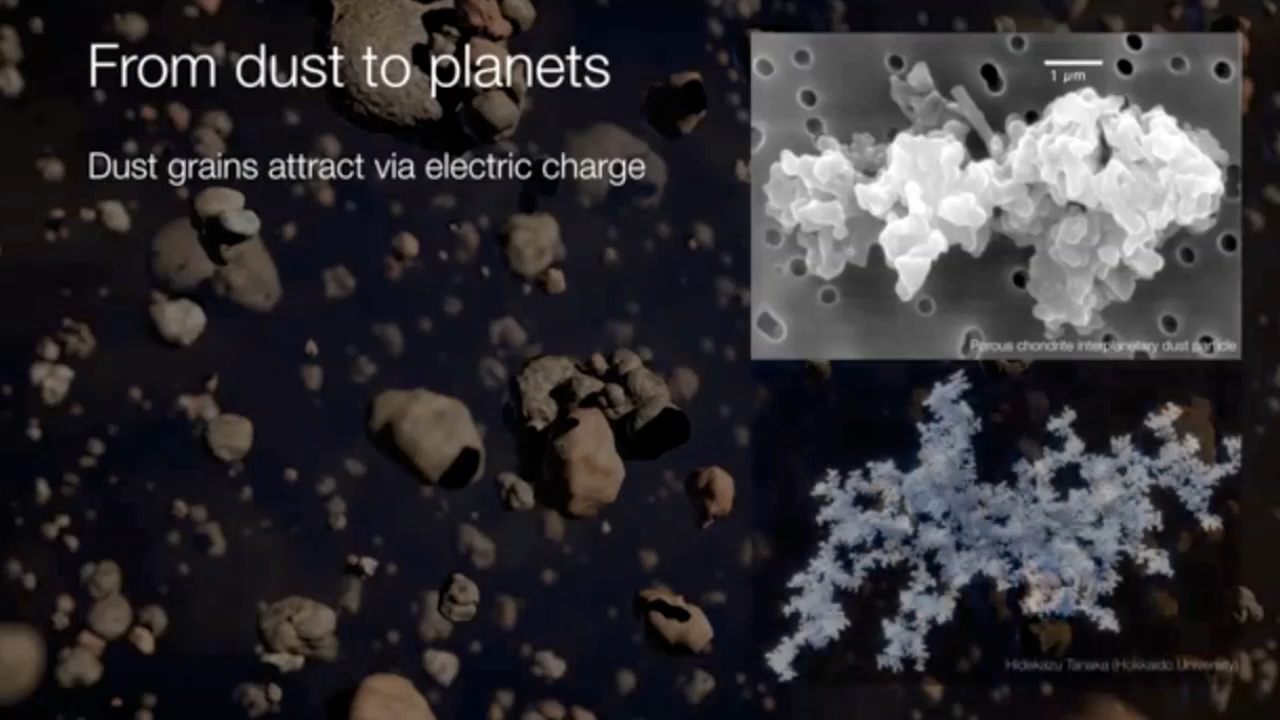 From dust to planets
Dust grains attract via electric charge
1 μm
Porous chondrite interplanetary dust particle
Hidekazu Tanaka (Hokkaido University)